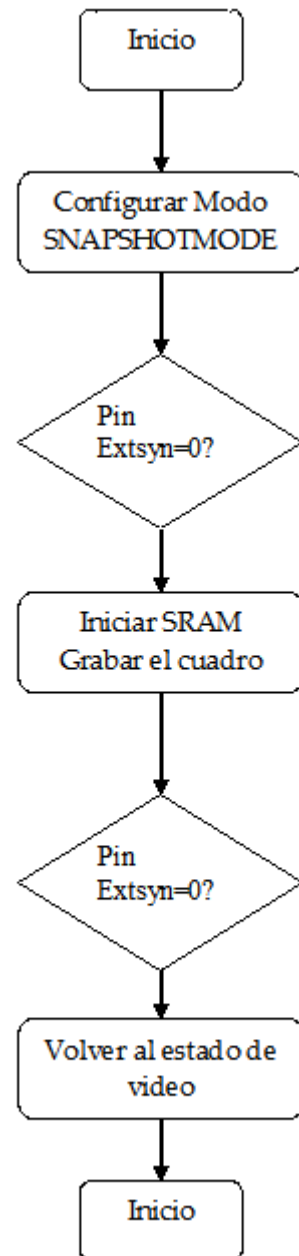 Inicio
Configurar Modo
SNAPSHOTMODE
Pin
Extsyn=0?
Iniciar SRAM
Grabar el cuadro
Pin
Extsyn=0?
Volver al estado de
video
Inicio